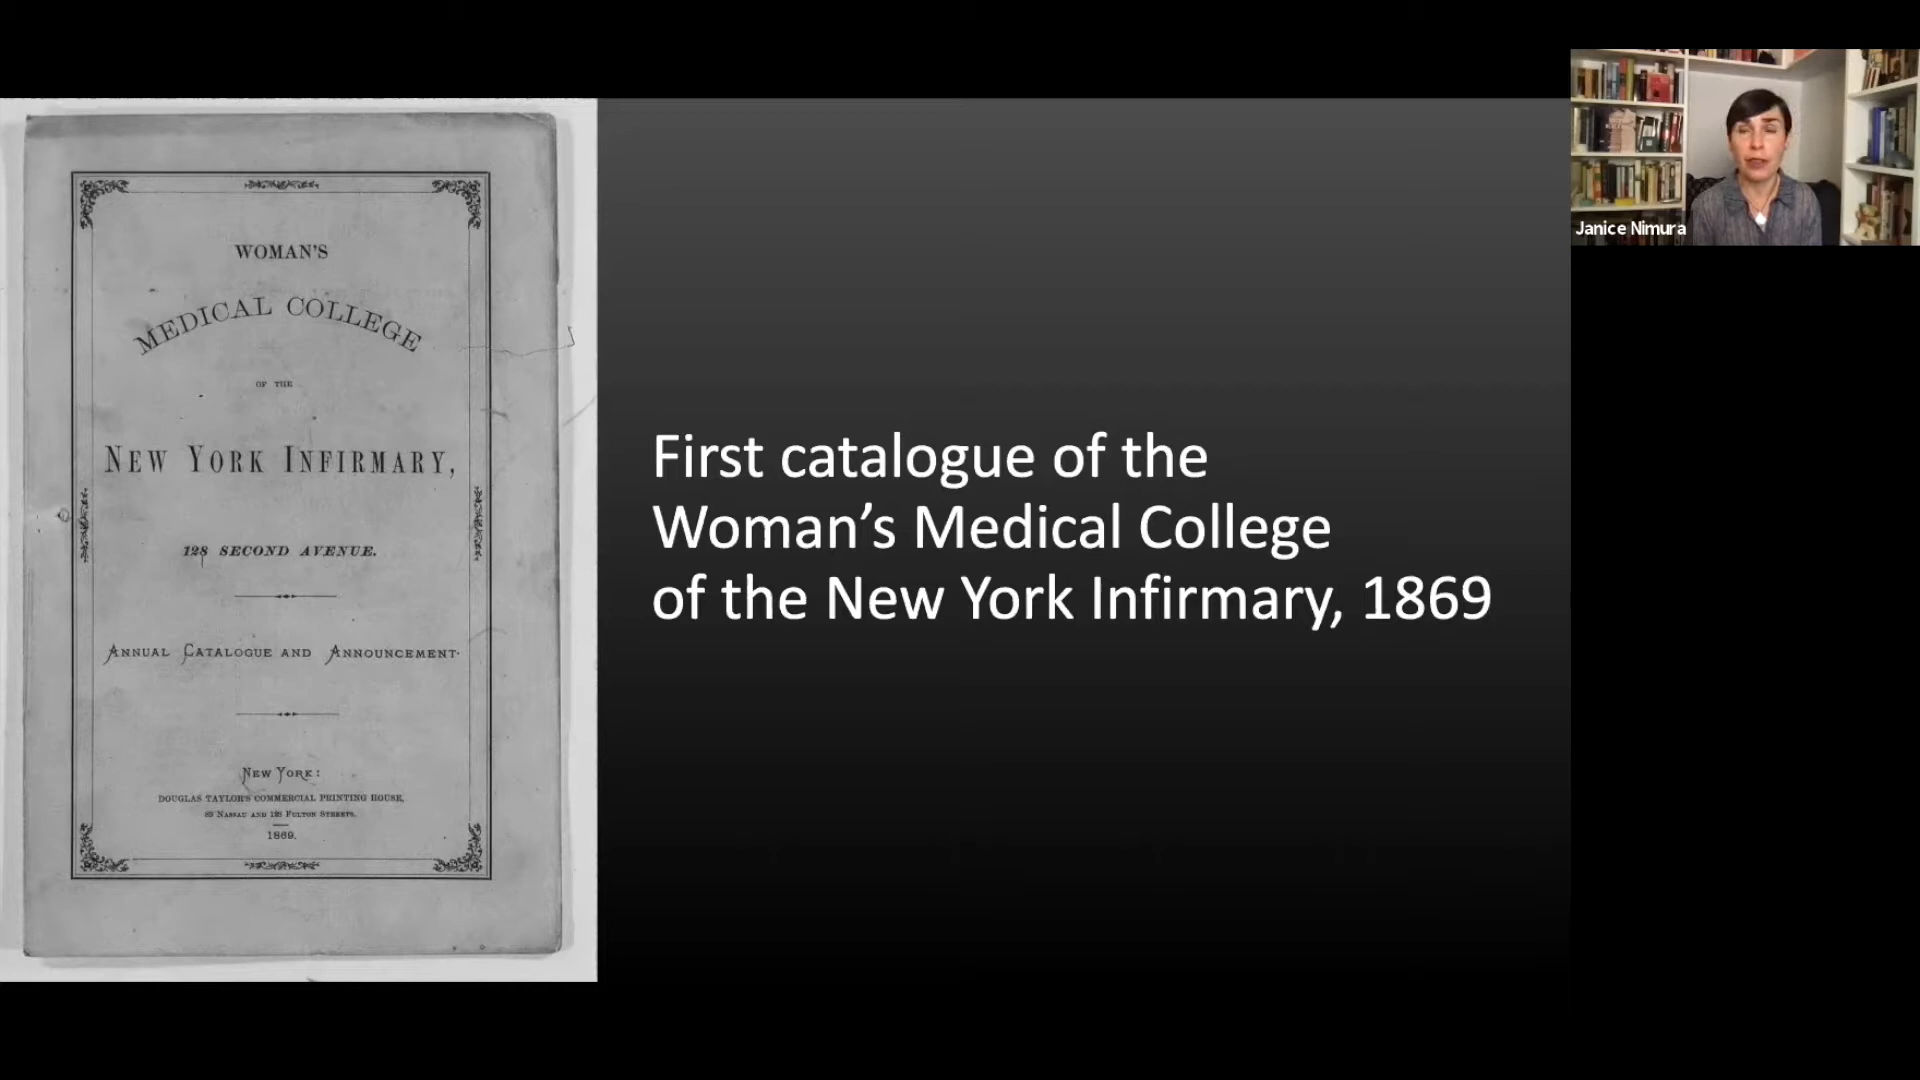 WOMAN'S
MEDICAL COLLEGE
OF THE
NEW YORK INFIRMARY,
128 SECOND AVENUE.
ANNUAL CATALOGUE AND ANNOUNCEMENT.
NEW YORK:
DOUGLAS TAYLOR'S COMMERCIAL PRINTING HOUSE,
NASSAU AND FULTON STREETS.
1869.
First catalogue of the
Woman's Medical College
of the New York Infirmary, 1869
Janice Nimura